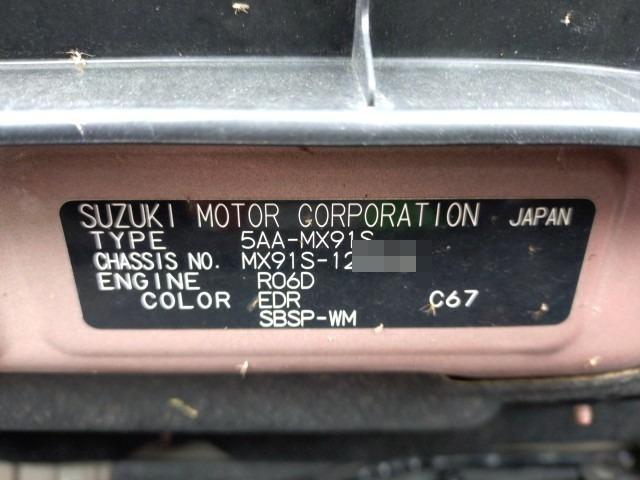 SUZUKI MOTOR CORPORATION JAPAN
TYPE 5AA-MX91S
CHASSIS NO. MX91S-12
ENGINE R06D
COLOR EDR C67
SBSP-WM